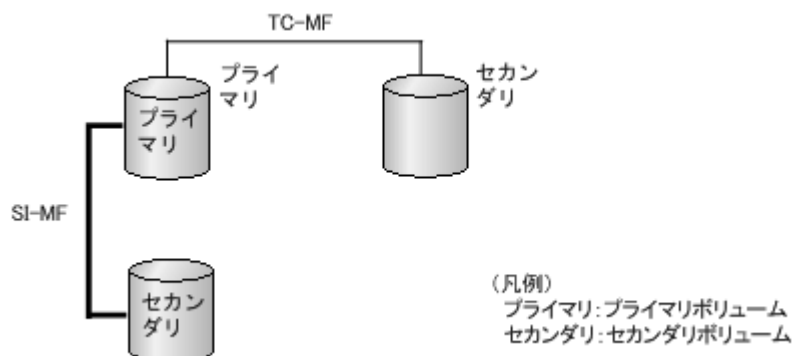 TC-MF
プライ
マリ
セカン
ダリ
プライ
マリ
SI-MF
セカン
ダリ
（凡例）
プライマリ：プライマリボリューム
セカンダリ：セカンダリボリューム